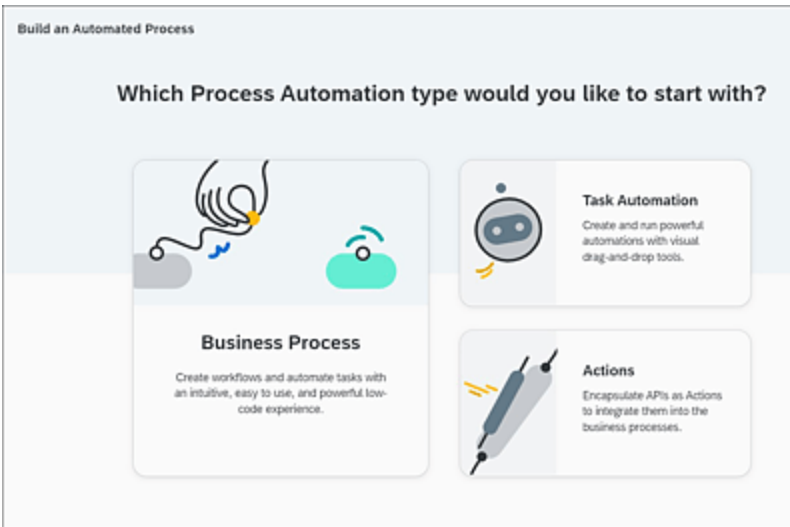 Build an Automated Process
Which Process Automation type would you like to start with?
Business Process
Create workflows and automate tasks with
an intuitive, easy to use, and powerful low-
code experience.
Task Automation
Create and run powerful
automations with visual
drag-and-drop tools.
Actions
Encapsulate APIs as Actions
to integrate them into the
business processes.